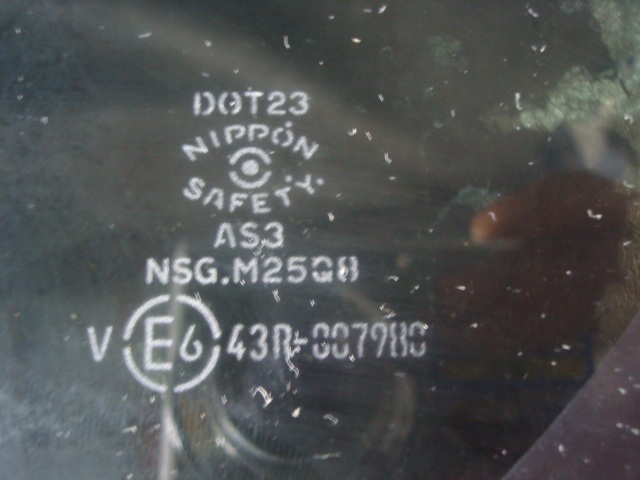 DOT23
NIPPON
SAFETY.
AS3
NSG.M25Q8
V E6 43R-007980